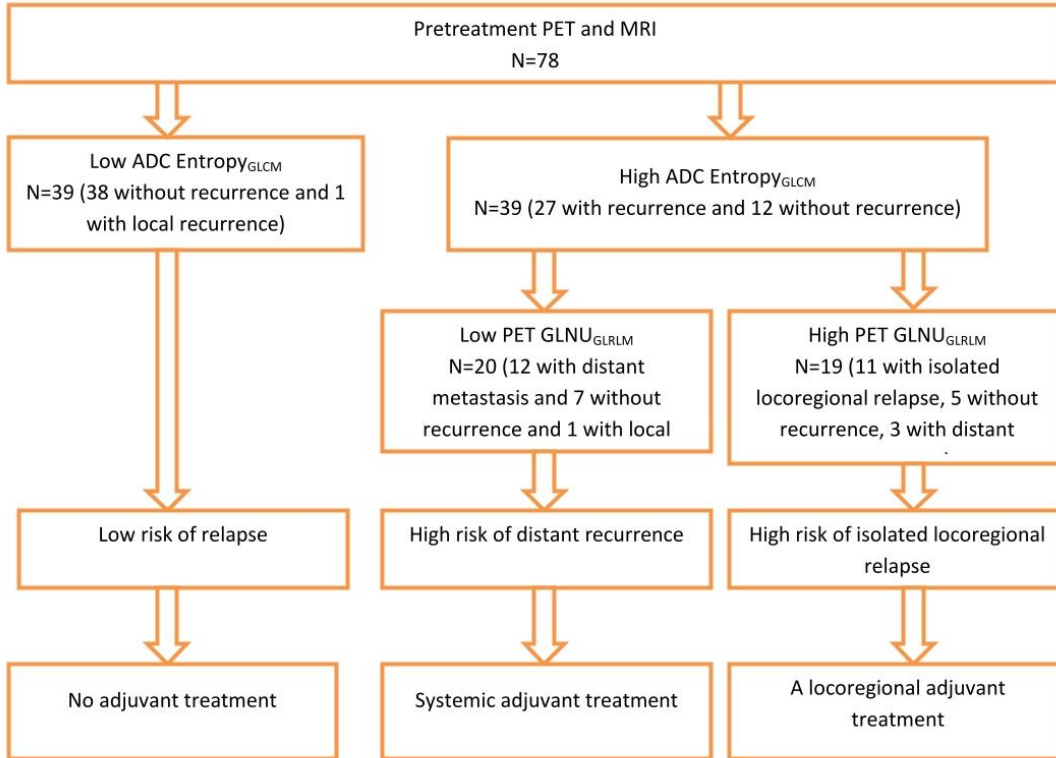 Pretreatment PET and MRI
N=78
Low ADC EntropyGLCM
N=39 (38 without recurrence and 1
with local recurrence)
High ADC EntropyGLCM
N=39 (27 with recurrence and 12 without recurrence)
Low PET GLNUGLRLM
N=20 (12 with distant
metastasis and 7 without
recurrence and 1 with local
High PET GLNUGLRLM
N=19 (11 with isolated
locoregional relapse, 5 without
recurrence, 3 with distant
Low risk of relapse
High risk of distant recurrence
High risk of isolated locoregional
relapse
No adjuvant treatment
Systemic adjuvant treatment
A locoregional adjuvant
treatment